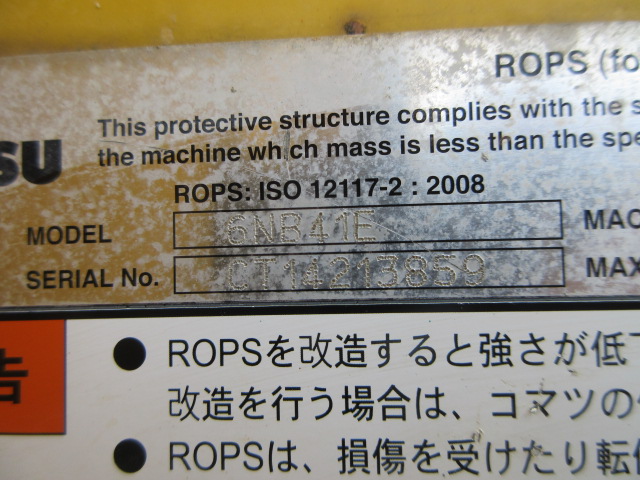 ROPS (fo
SU
This protective structure complies with the s
the machine which mass is less than the spe
ROPS: ISO 12117-2 : 2008
MODEL 6NB41E MAC
SERIAL No. CT14213859 MAX
告
● ROPSを改造すると強さが低下
改造を行う場合は、コマツの
● ROPSは、損傷を受けたり転倒